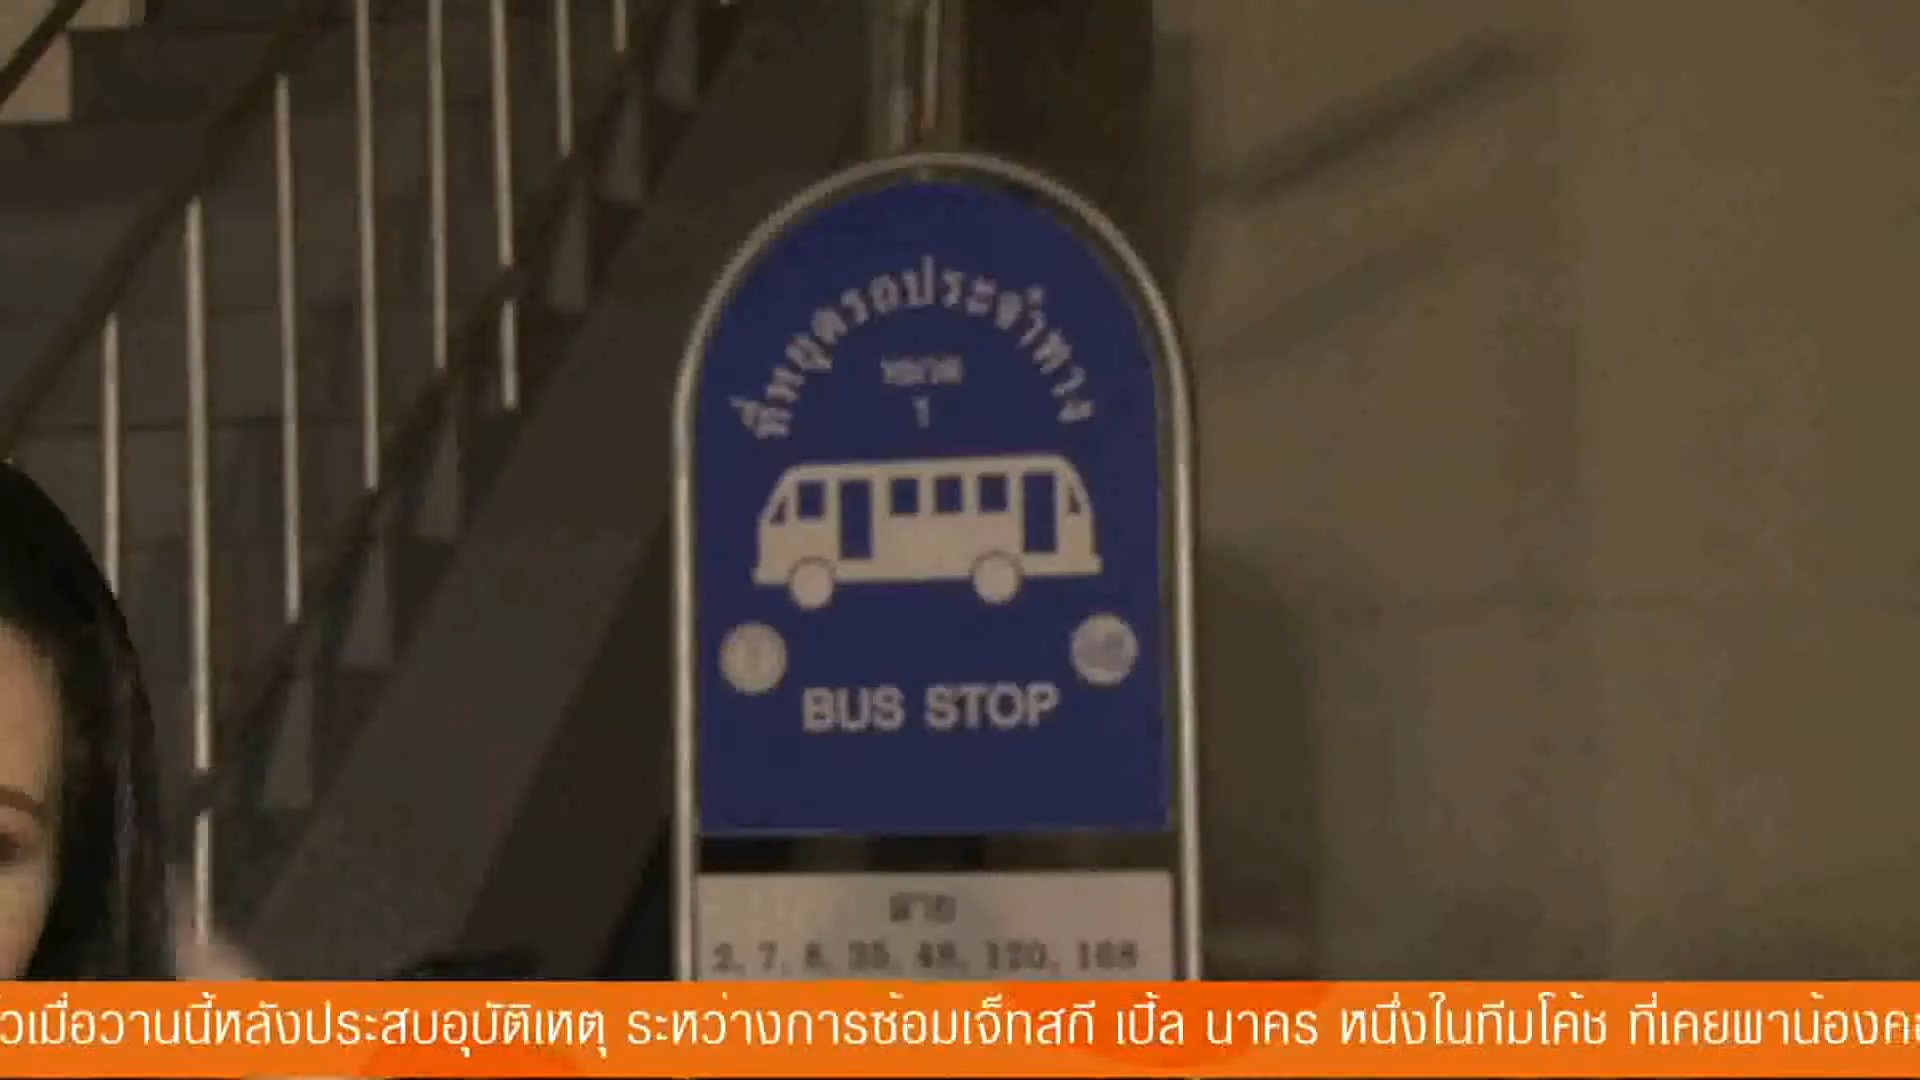 ที่หยุดรถประจำทาง
หมวด
1
BUS STOP
สาย
2, 7, 8, 35, 48, 120, 168
เมื่อวานนี้หลังประสบอุบัติเหตุ ระหว่างการซ้อมเจ็ทสกี เปิ้ล นาคร หนึ่งในทีมโค้ช ที่เคยพาน้อง